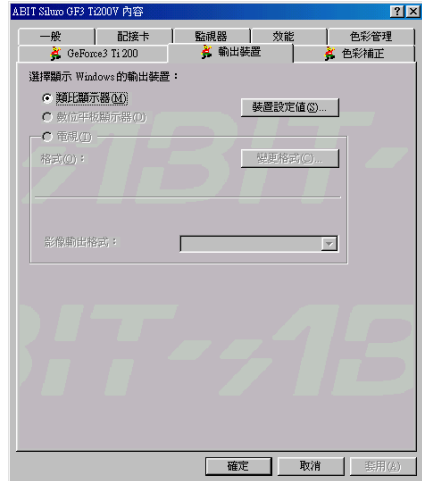 ABIT Siluro GF3 Ti200V 內容
一般 配接卡 監視器 效能 色彩管理
GeForce3 Ti 200 輸出裝置 色彩補正
選擇顯示 Windows 的輸出裝置：
類比顯示器(M)
裝置設定值(S)...
數位平板顯示器(D)
電視(T)
格式(O)：
變更格式(C)...
影像輸出格式：
確定 取消 套用(A)